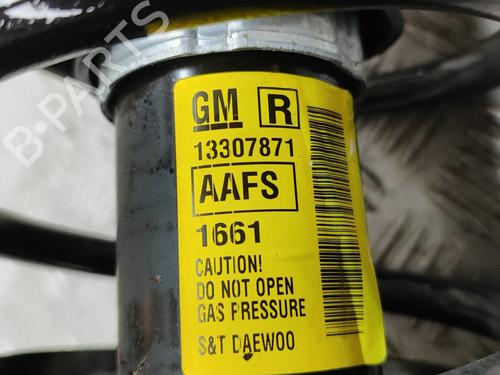 B-PARTS
GM R
13307871
AAFS
1661
CAUTION!
DO NOT OPEN
GAS PRESSURE
S&T DAEWOO